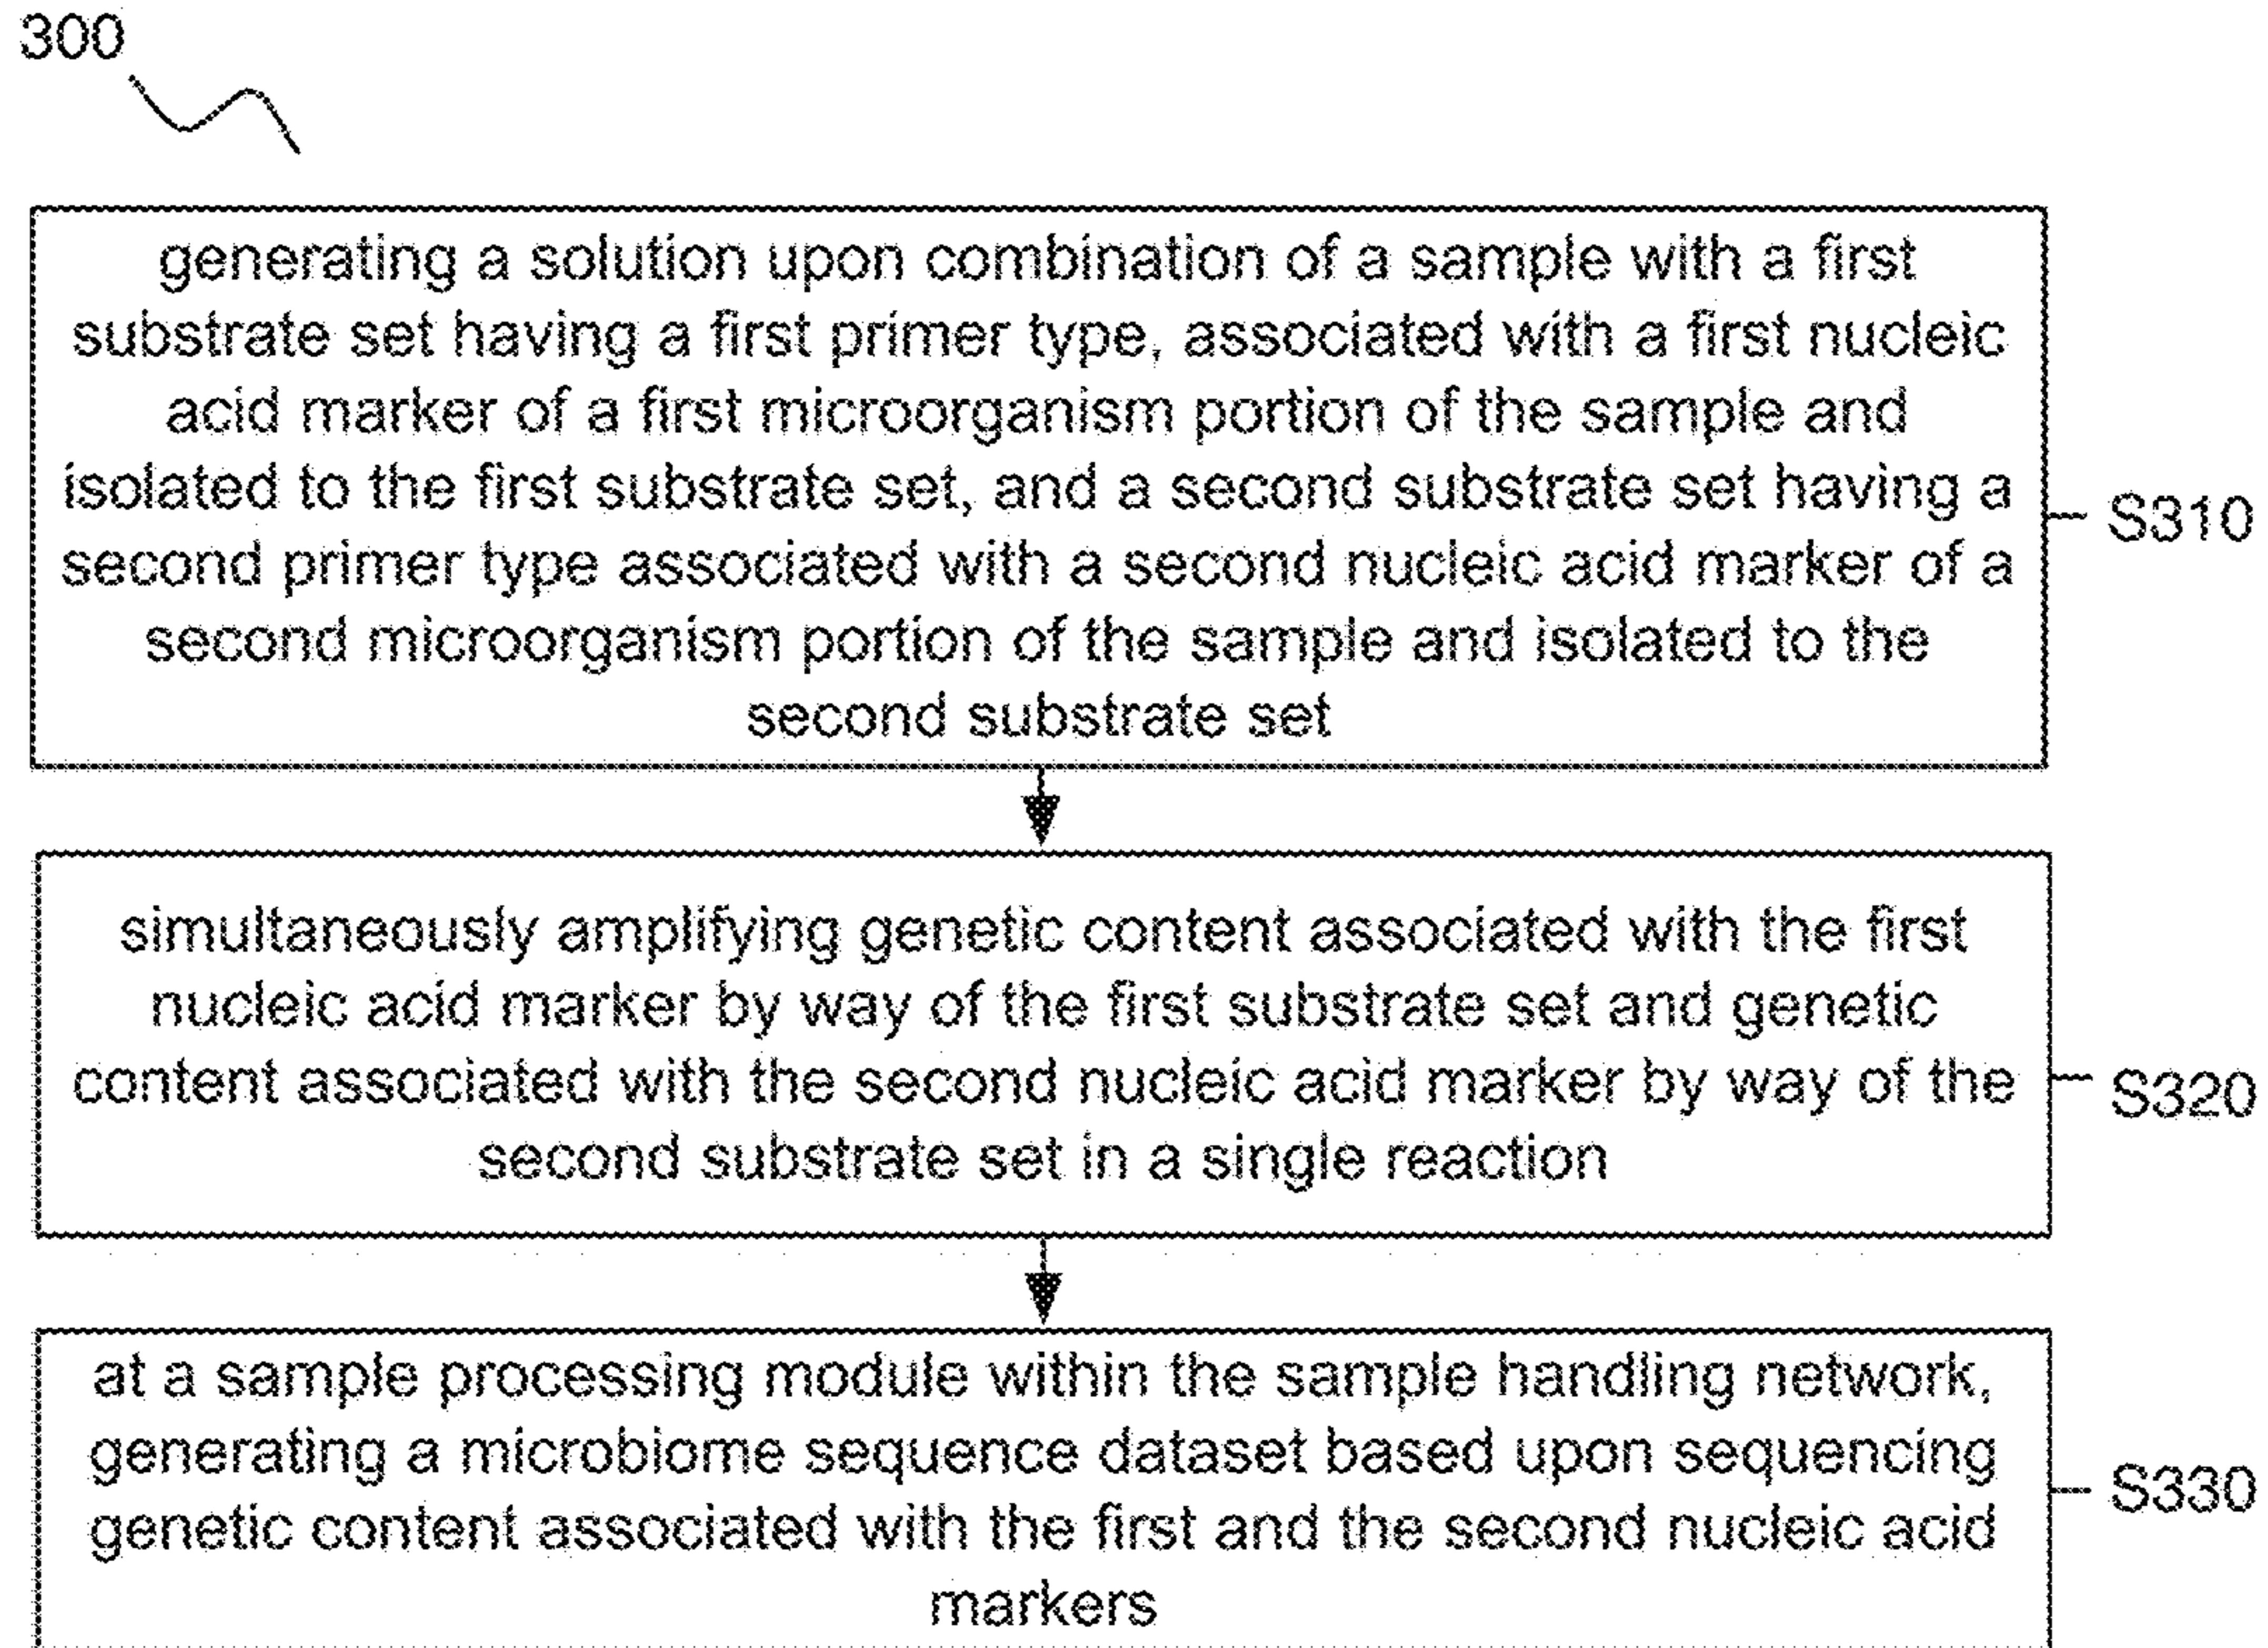 300
generating a solution upon combination of a sample with a first
substrate set having a first primer type, associated with a first nucleic
acid marker of a first microorganism portion of the sample and
isolated to the first substrate set, and a second substrate set having a
second primer type associated with a second nucleic acid marker of a
second microorganism portion of the sample and isolated to the
second substrate set
S310
simultaneously amplifying genetic content associated with the first
nucleic acid marker by way of the first substrate set and genetic
content associated with the second nucleic acid marker by way of the
second substrate set in a single reaction
S320
at a sample processing module within the sample handling network,
generating a microbiome sequence dataset based upon sequencing
genetic content associated with the first and the second nucleic acid
markers
S330